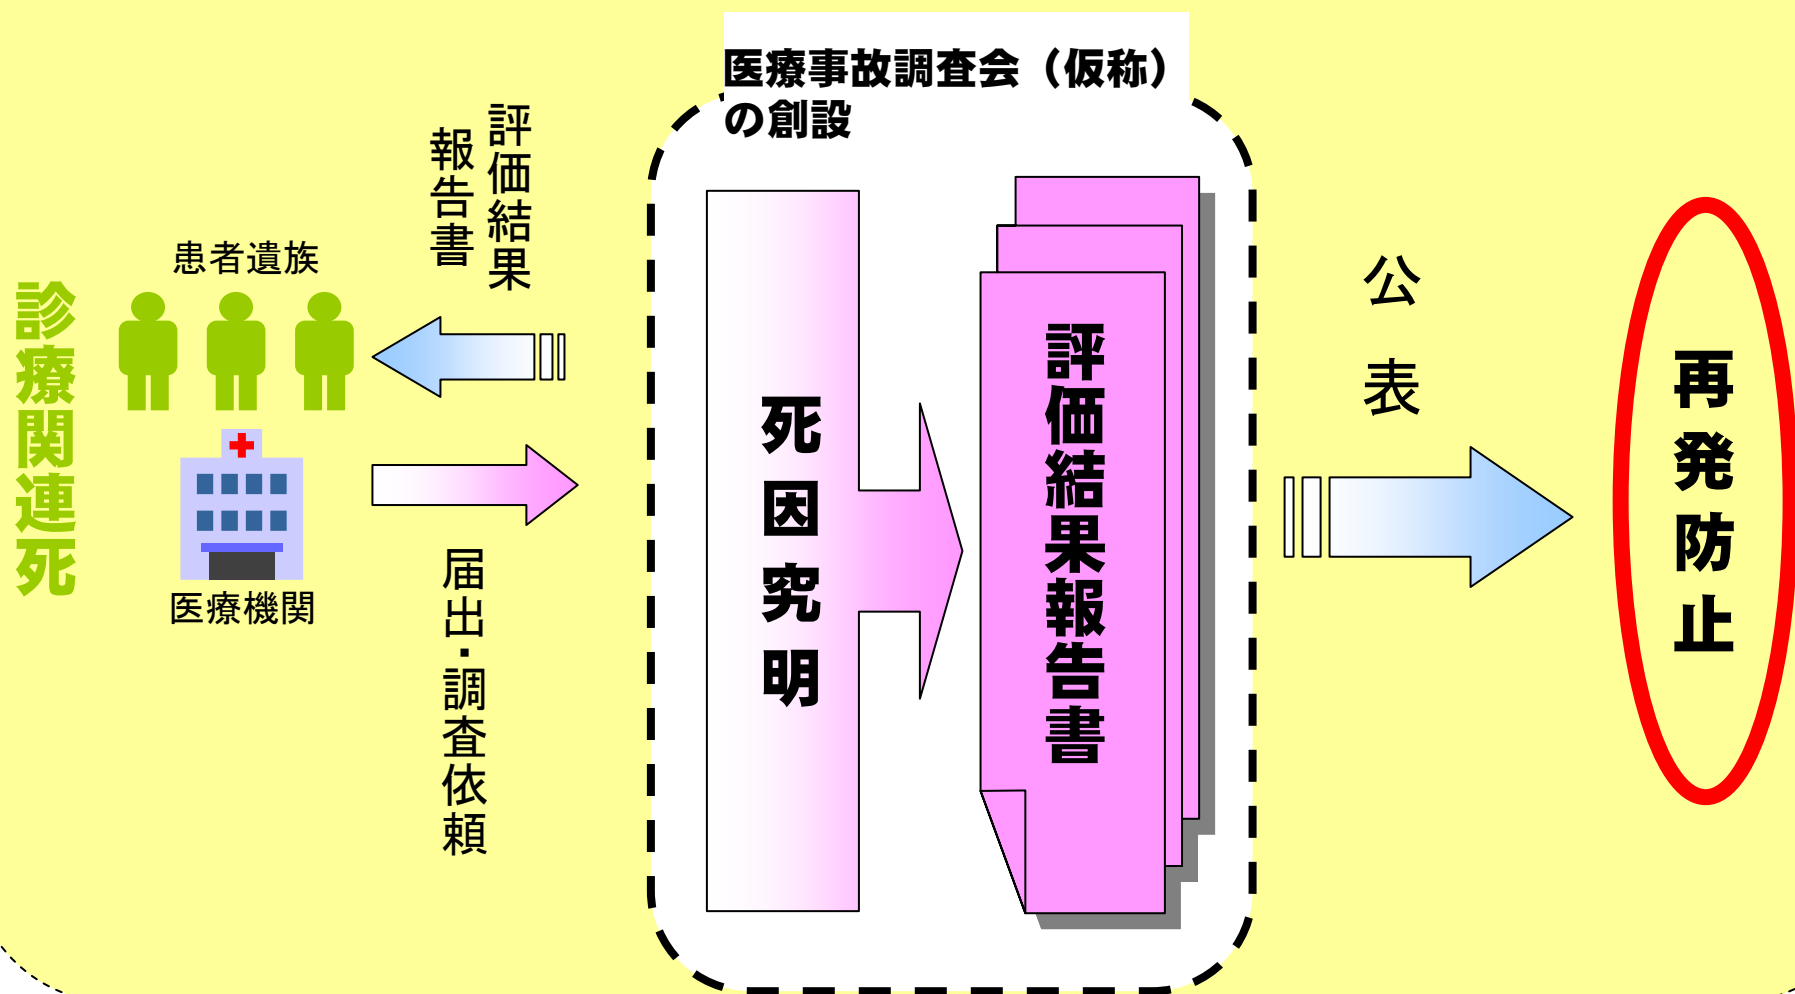 医療事故調査会（仮称）
の創設
診療関連死
患者遺族
医療機関
評価結果
報告書
届出・調査依頼
死因究明
評価結果報告書
公表
再発防止